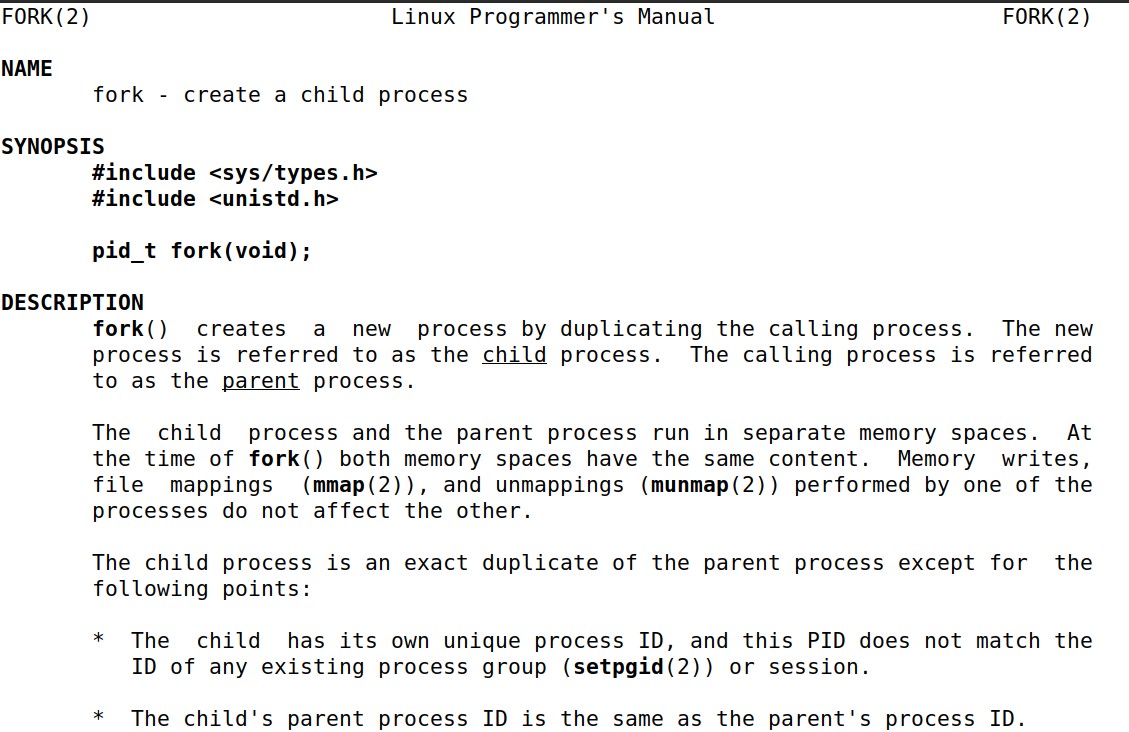 FORK(2) Linux Programmer's Manual FORK(2)
NAME
fork - create a child process
SYNOPSIS
#include <sys/types.h>
#include <unistd.h>
pid_t fork(void);
DESCRIPTION
fork() creates a new process by duplicating the calling process. The new
process is referred to as the child process. The calling process is referred
to as the parent process.
The child process and the parent process run in separate memory spaces. At
the time of fork() both memory spaces have the same content. Memory writes,
file mappings (mmap(2)), and unmappings (munmap(2)) performed by one of the
processes do not affect the other.
The child process is an exact duplicate of the parent process except for the
following points:
* The child has its own unique process ID, and this PID does not match the
ID of any existing process group (setpgid(2)) or session.
* The child's parent process ID is the same as the parent's process ID.